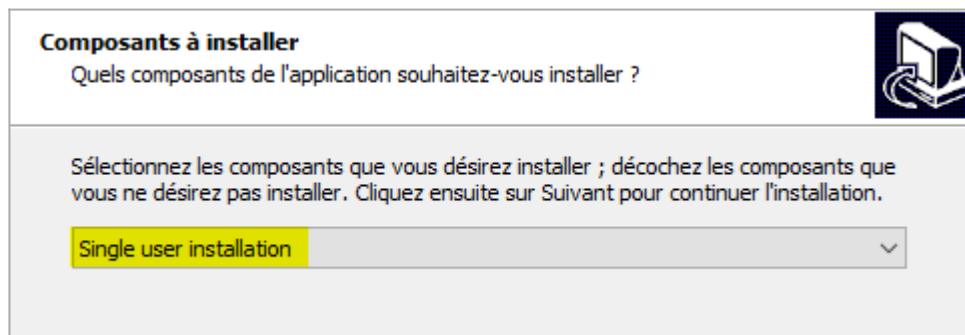 Composants à installer
Quels composants de l'application souhaitez-vous installer ?
Sélectionnez les composants que vous désirez installer ; décochez les composants que
vous ne désirez pas installer. Cliquez ensuite sur Suivant pour continuer l'installation.
Single user installation